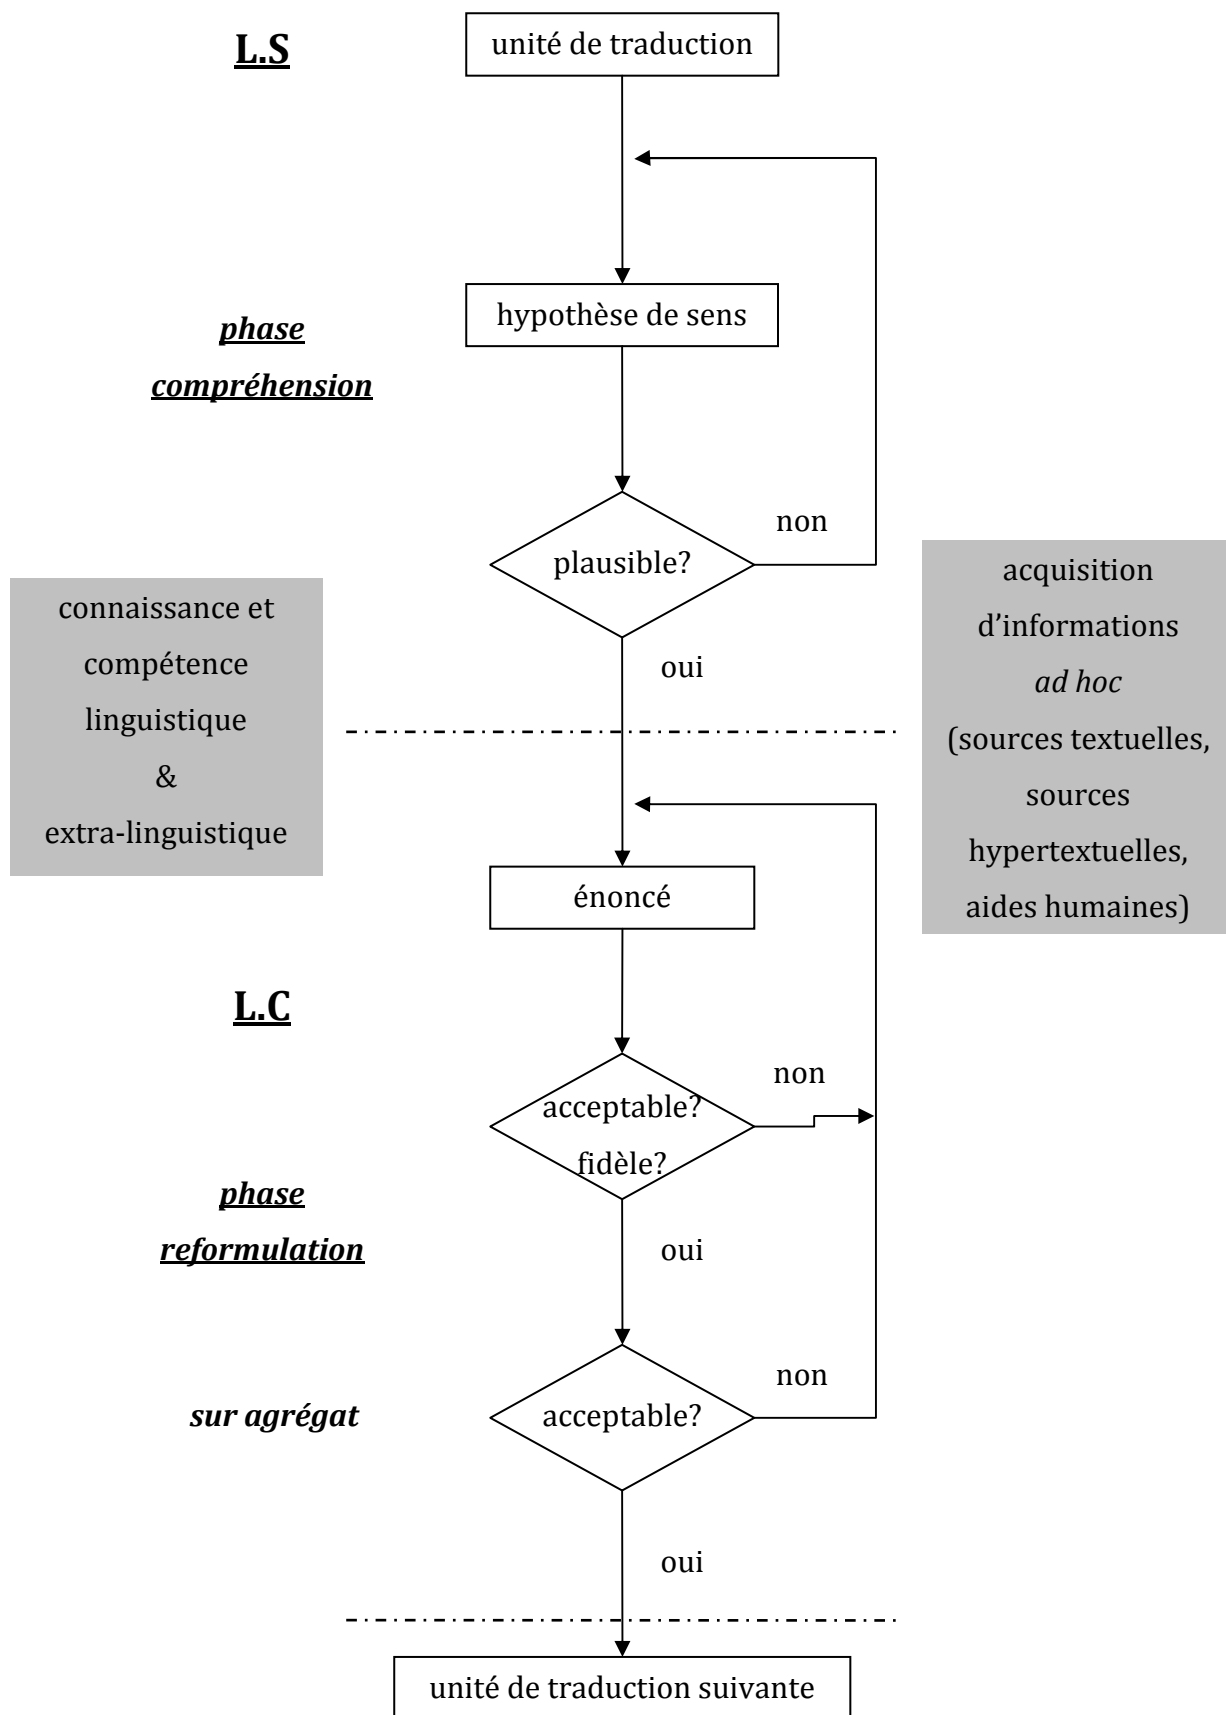 L.S
unité de traduction
hypothèse de sens
phase
compréhension
non
plausible?
oui
connaissance et
compétence
linguistique
&
extra-linguistique
acquisition
d’informations
ad hoc
(sources textuelles,
sources
hypertextuelles,
aides humaines)
énoncé
L.C
non
acceptable?
fidèle?
phase
reformulation
oui
non
sur agrégat
acceptable?
oui
unité de traduction suivante